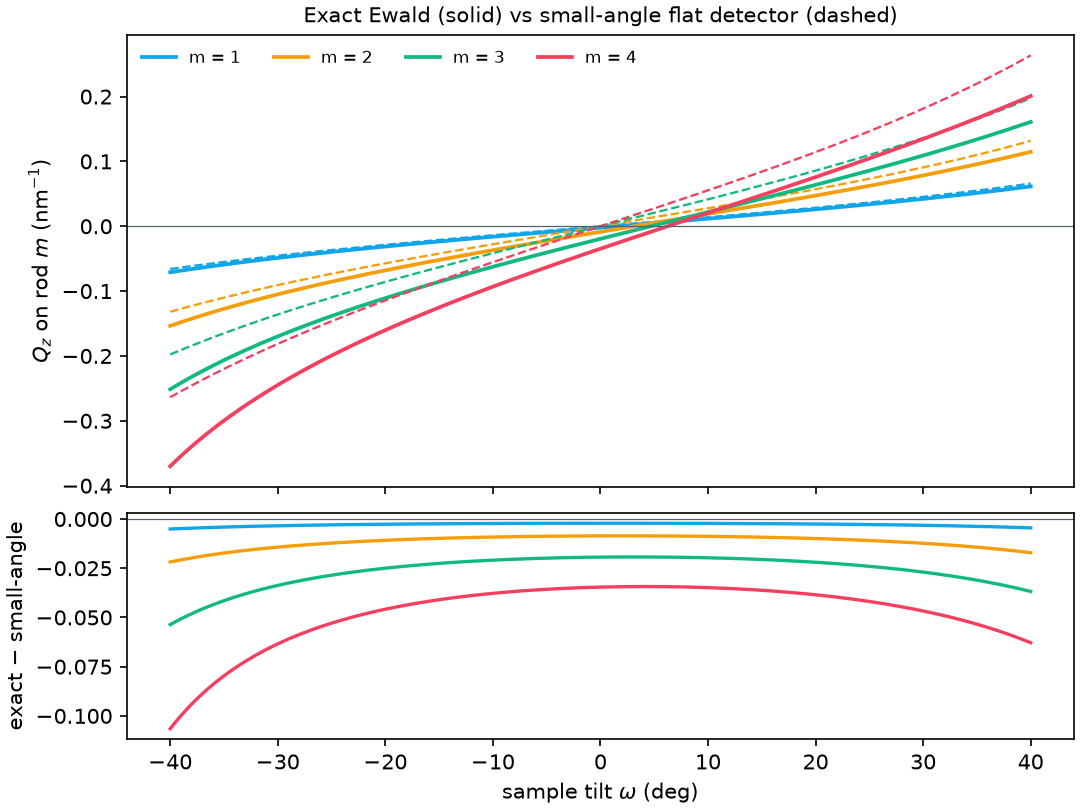 Exact Ewald (solid) vs small-angle flat detector (dashed)
m = 1 m = 2 m = 3 m = 4
Q_z on rod m (nm⁻¹)
0.2
0.1
0.0
−0.1
−0.2
−0.3
−0.4
exact − small-angle
0.000
−0.025
−0.050
−0.075
−0.100
−40 −30 −20 −10 0 10 20 30 40
sample tilt ω (deg)